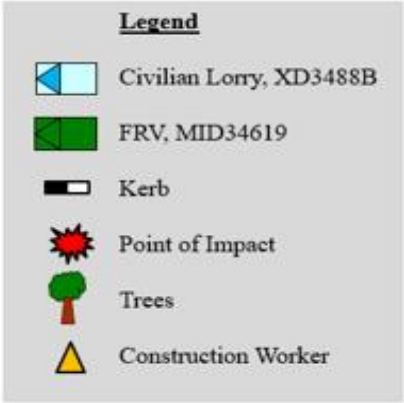 Legend
Civilian Lorry, XD3488B
FRV, MID34619
Kerb
Point of Impact
Trees
Construction Worker